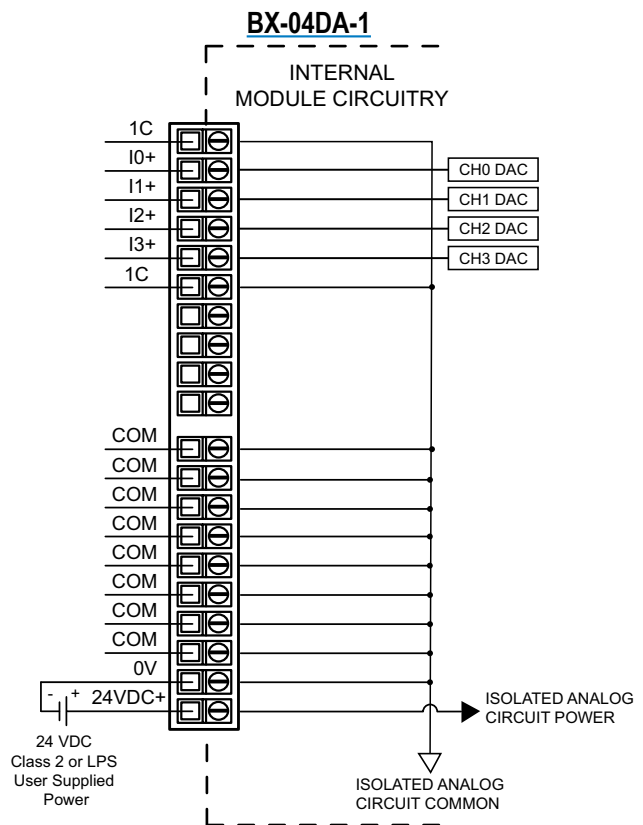 BX-04DA-1
INTERNAL
MODULE CIRCUITRY
1C
I0+
CH0 DAC
I1+
CH1 DAC
I2+
CH2 DAC
I3+
CH3 DAC
1C
COM
COM
COM
COM
COM
COM
COM
COM
0V
- +
24VDC+
ISOLATED ANALOG
CIRCUIT POWER
24 VDC
Class 2 or LPS
User Supplied
Power
ISOLATED ANALOG
CIRCUIT COMMON